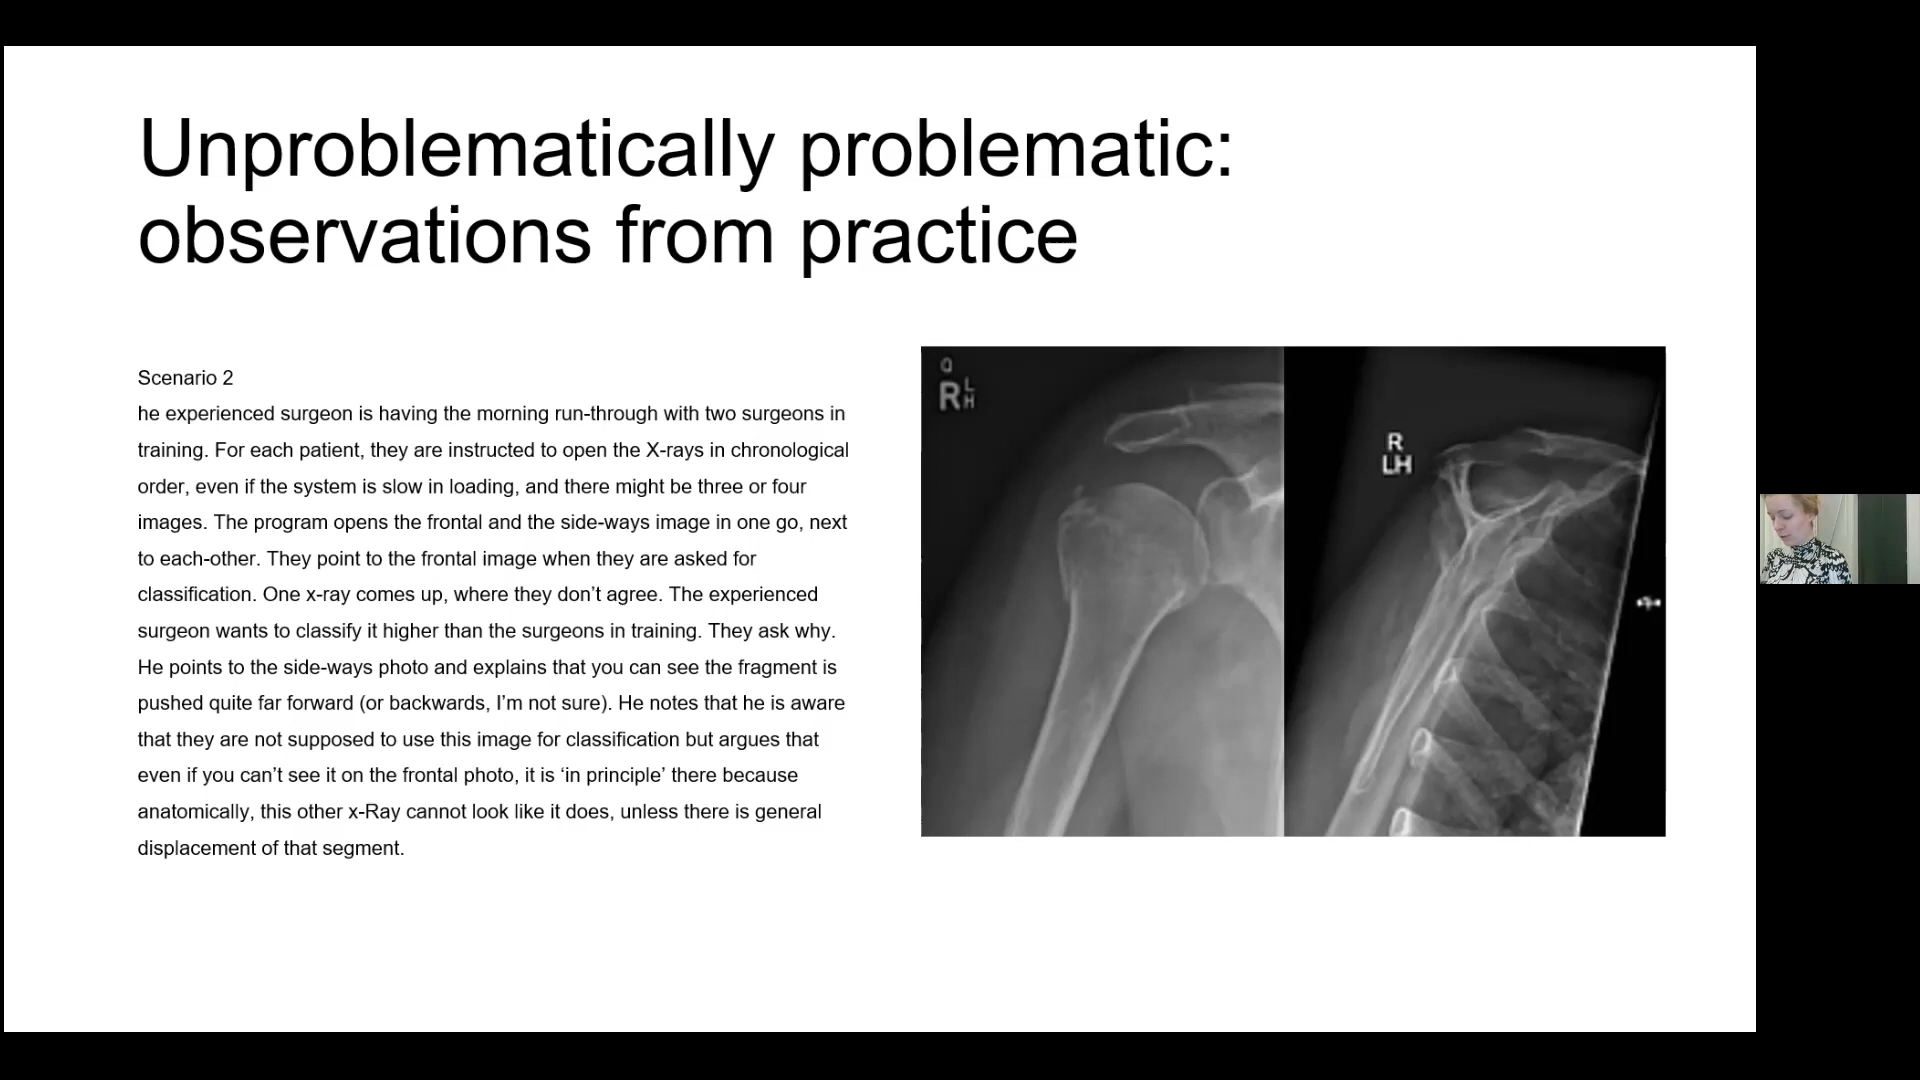 Unproblematically problematic:
observations from practice
Scenario 2
he experienced surgeon is having the morning run-through with two surgeons in
training. For each patient, they are instructed to open the X-rays in chronological
order, even if the system is slow in loading, and there might be three or four
images. The program opens the frontal and the side-ways image in one go, next
to each-other. They point to the frontal image when they are asked for
classification. One x-ray comes up, where they don’t agree. The experienced
surgeon wants to classify it higher than the surgeons in training. They ask why.
He points to the side-ways photo and explains that you can see the fragment is
pushed quite far forward (or backwards, I’m not sure). He notes that he is aware
that they are not supposed to use this image for classification but argues that
even if you can’t see it on the frontal photo, it is ‘in principle’ there because
anatomically, this other x-Ray cannot look like it does, unless there is general
displacement of that segment.
R L
H
R
LH